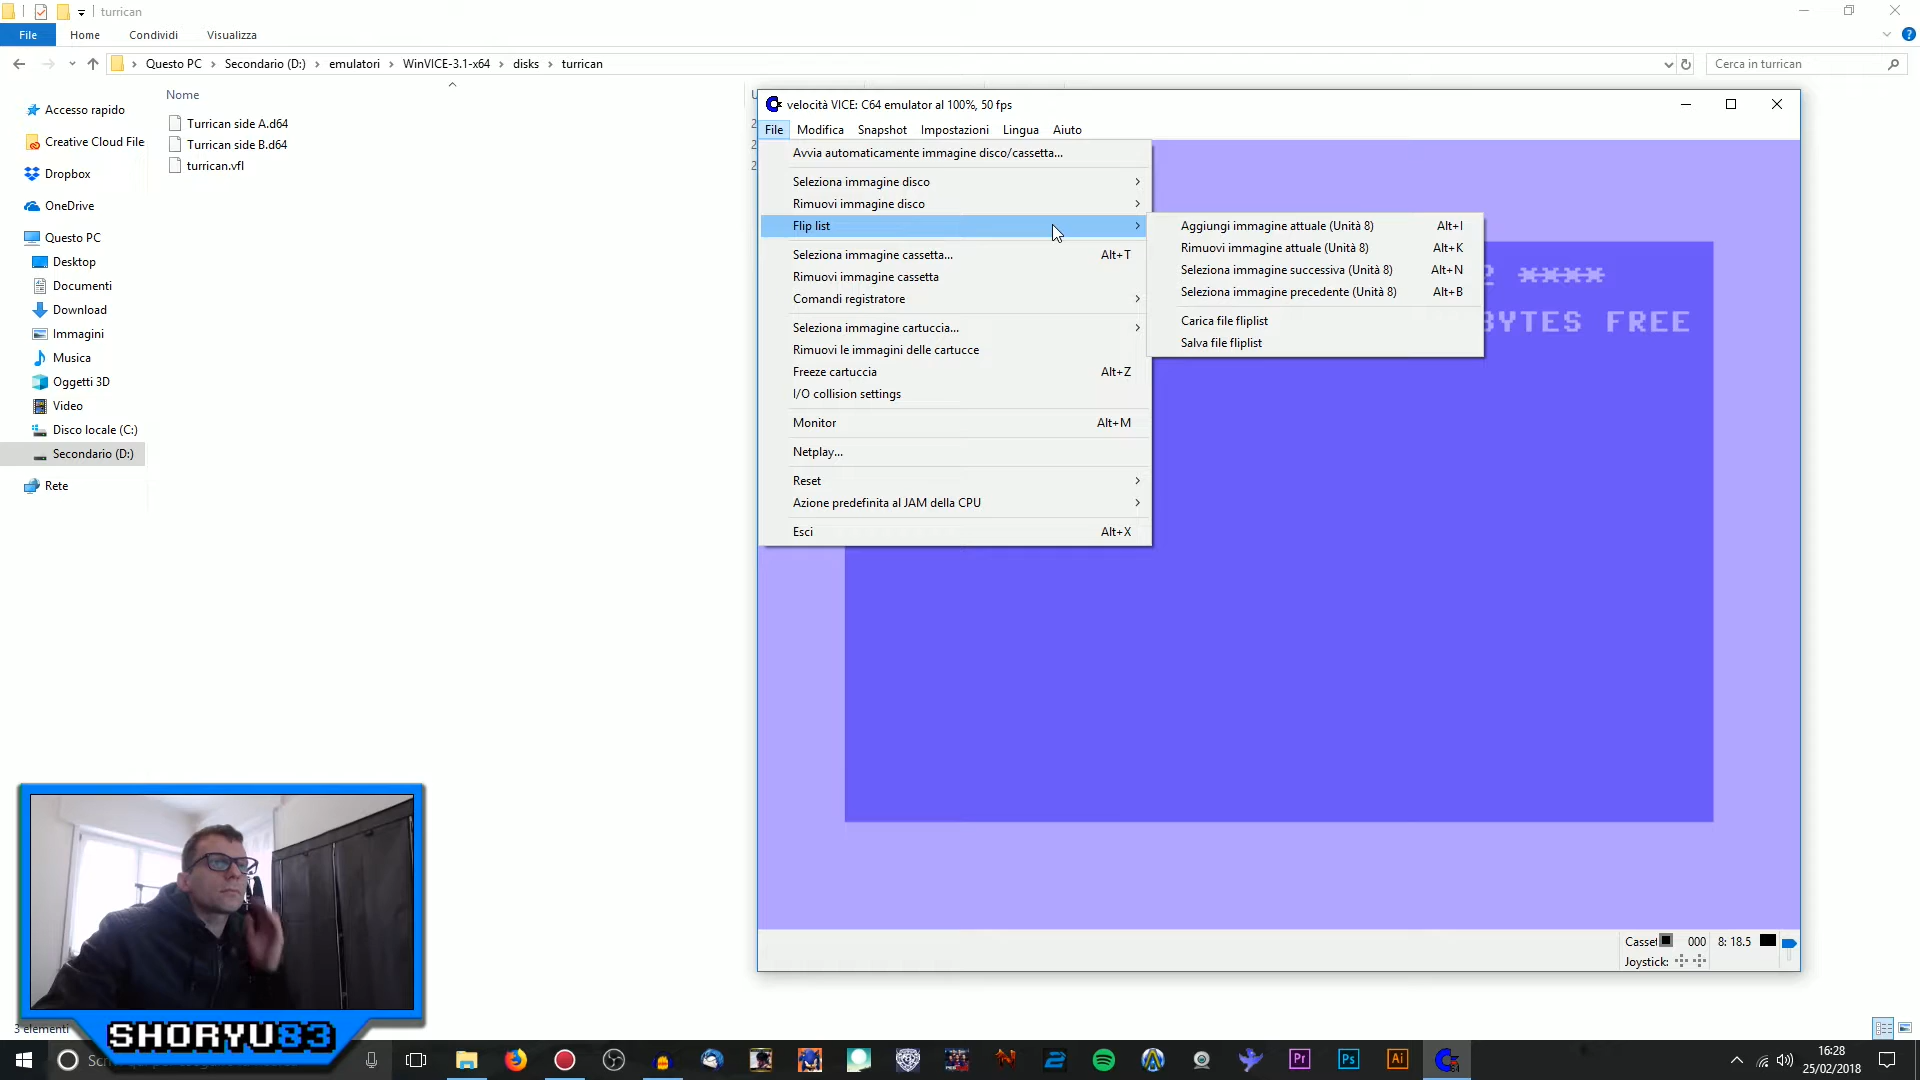 turrican
File Home Condividi Visualizza
Questo PC Secondario (D:) emulatori WinVICE-3.1-x64 disks turrican
Cerca in turrican
Accesso rapido
Creative Cloud File
Dropbox
OneDrive
Questo PC
Desktop
Documenti
Download
Immagini
Musica
Oggetti 3D
Video
Disco locale (C:)
Secondario (D:)
Rete
Nome
Turrican side A.d64
Turrican side B.d64
turrican.vfl
3 elementi
velocità VICE: C64 emulator al 100%, 50 fps
File Modifica Snapshot Impostazioni Lingua Aiuto
Avvia automaticamente immagine disco/cassetta...
Seleziona immagine disco
Rimuovi immagine disco
Flip list
Seleziona immagine cassetta... Alt+T
Rimuovi immagine cassetta
Comandi registratore
Seleziona immagine cartuccia...
Rimuovi le immagini delle cartucce
Freeze cartuccia Alt+Z
I/O collision settings
Monitor Alt+M
Netplay...
Reset
Azione predefinita al JAM della CPU
Esci Alt+X
Aggiungi immagine attuale (Unità 8) Alt+I
Rimuovi immagine attuale (Unità 8) Alt+K
Seleziona immagine successiva (Unità 8) Alt+N
Seleziona immagine precedente (Unità 8) Alt+B
Carica file fliplist
Salva file fliplist
2 ****
BYTES FREE
Casset 000 8: 18.5
Joystick:
SHORYU83
Pr Ps Ai
16:28
25/02/2018